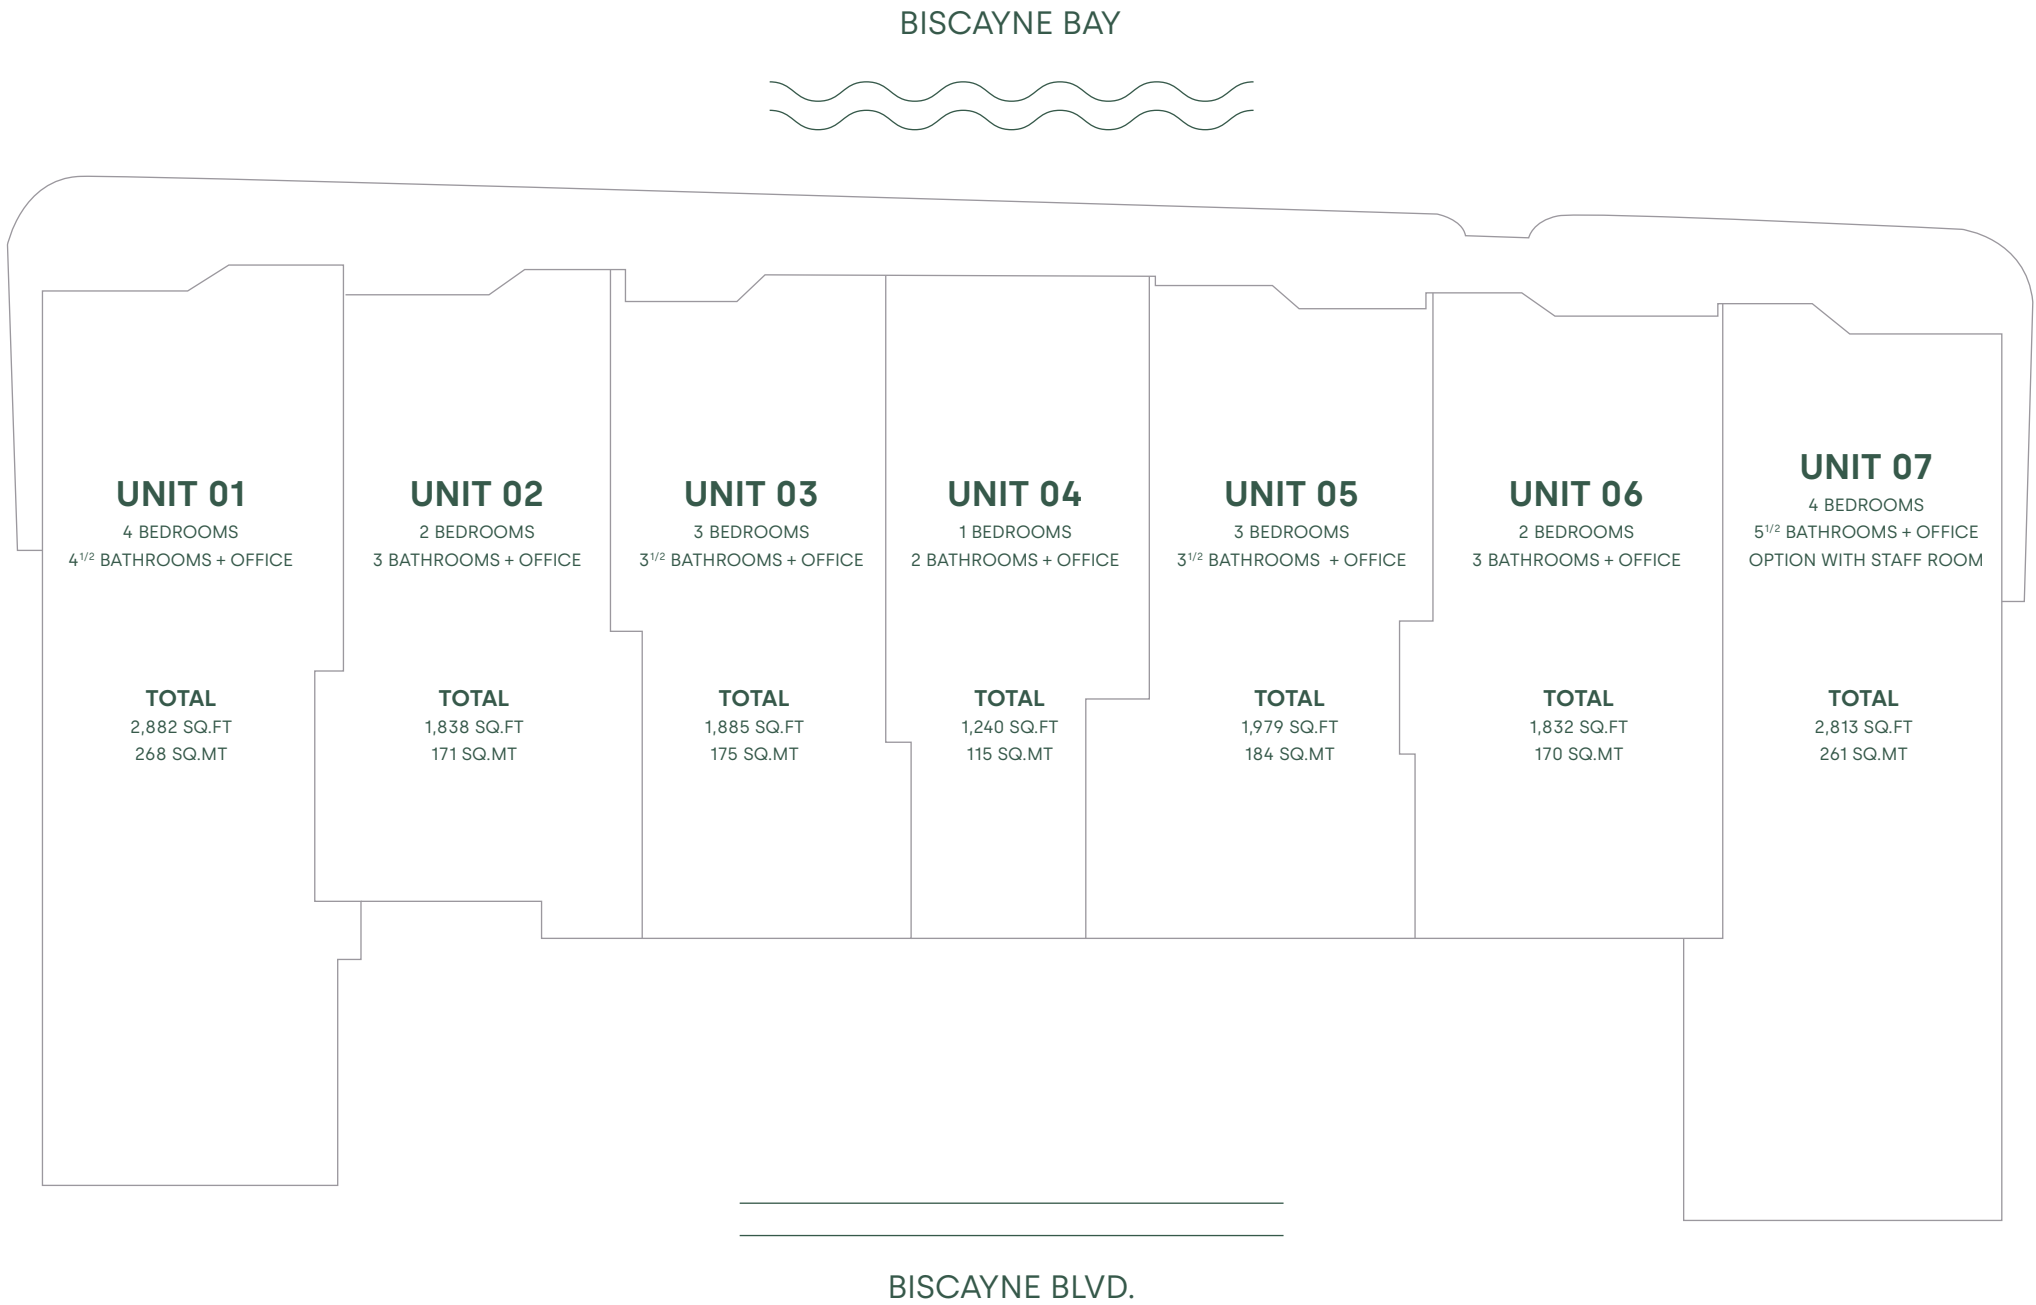 BISCAYNE BAY
UNIT 01
4 BEDROOMS
4 1/2 BATHROOMS + OFFICE
TOTAL
2,882 SQ.FT
268 SQ.MT
UNIT 02
2 BEDROOMS
3 BATHROOMS + OFFICE
TOTAL
1,838 SQ.FT
171 SQ.MT
UNIT 03
3 BEDROOMS
3 1/2 BATHROOMS + OFFICE
TOTAL
1,885 SQ.FT
175 SQ.MT
UNIT 04
1 BEDROOMS
2 BATHROOMS + OFFICE
TOTAL
1,240 SQ.FT
115 SQ.MT
UNIT 05
3 BEDROOMS
3 1/2 BATHROOMS + OFFICE
TOTAL
1,979 SQ.FT
184 SQ.MT
UNIT 06
2 BEDROOMS
3 BATHROOMS + OFFICE
TOTAL
1,832 SQ.FT
170 SQ.MT
UNIT 07
4 BEDROOMS
5 1/2 BATHROOMS + OFFICE
OPTION WITH STAFF ROOM
TOTAL
2,813 SQ.FT
261 SQ.MT
BISCAYNE BLVD.